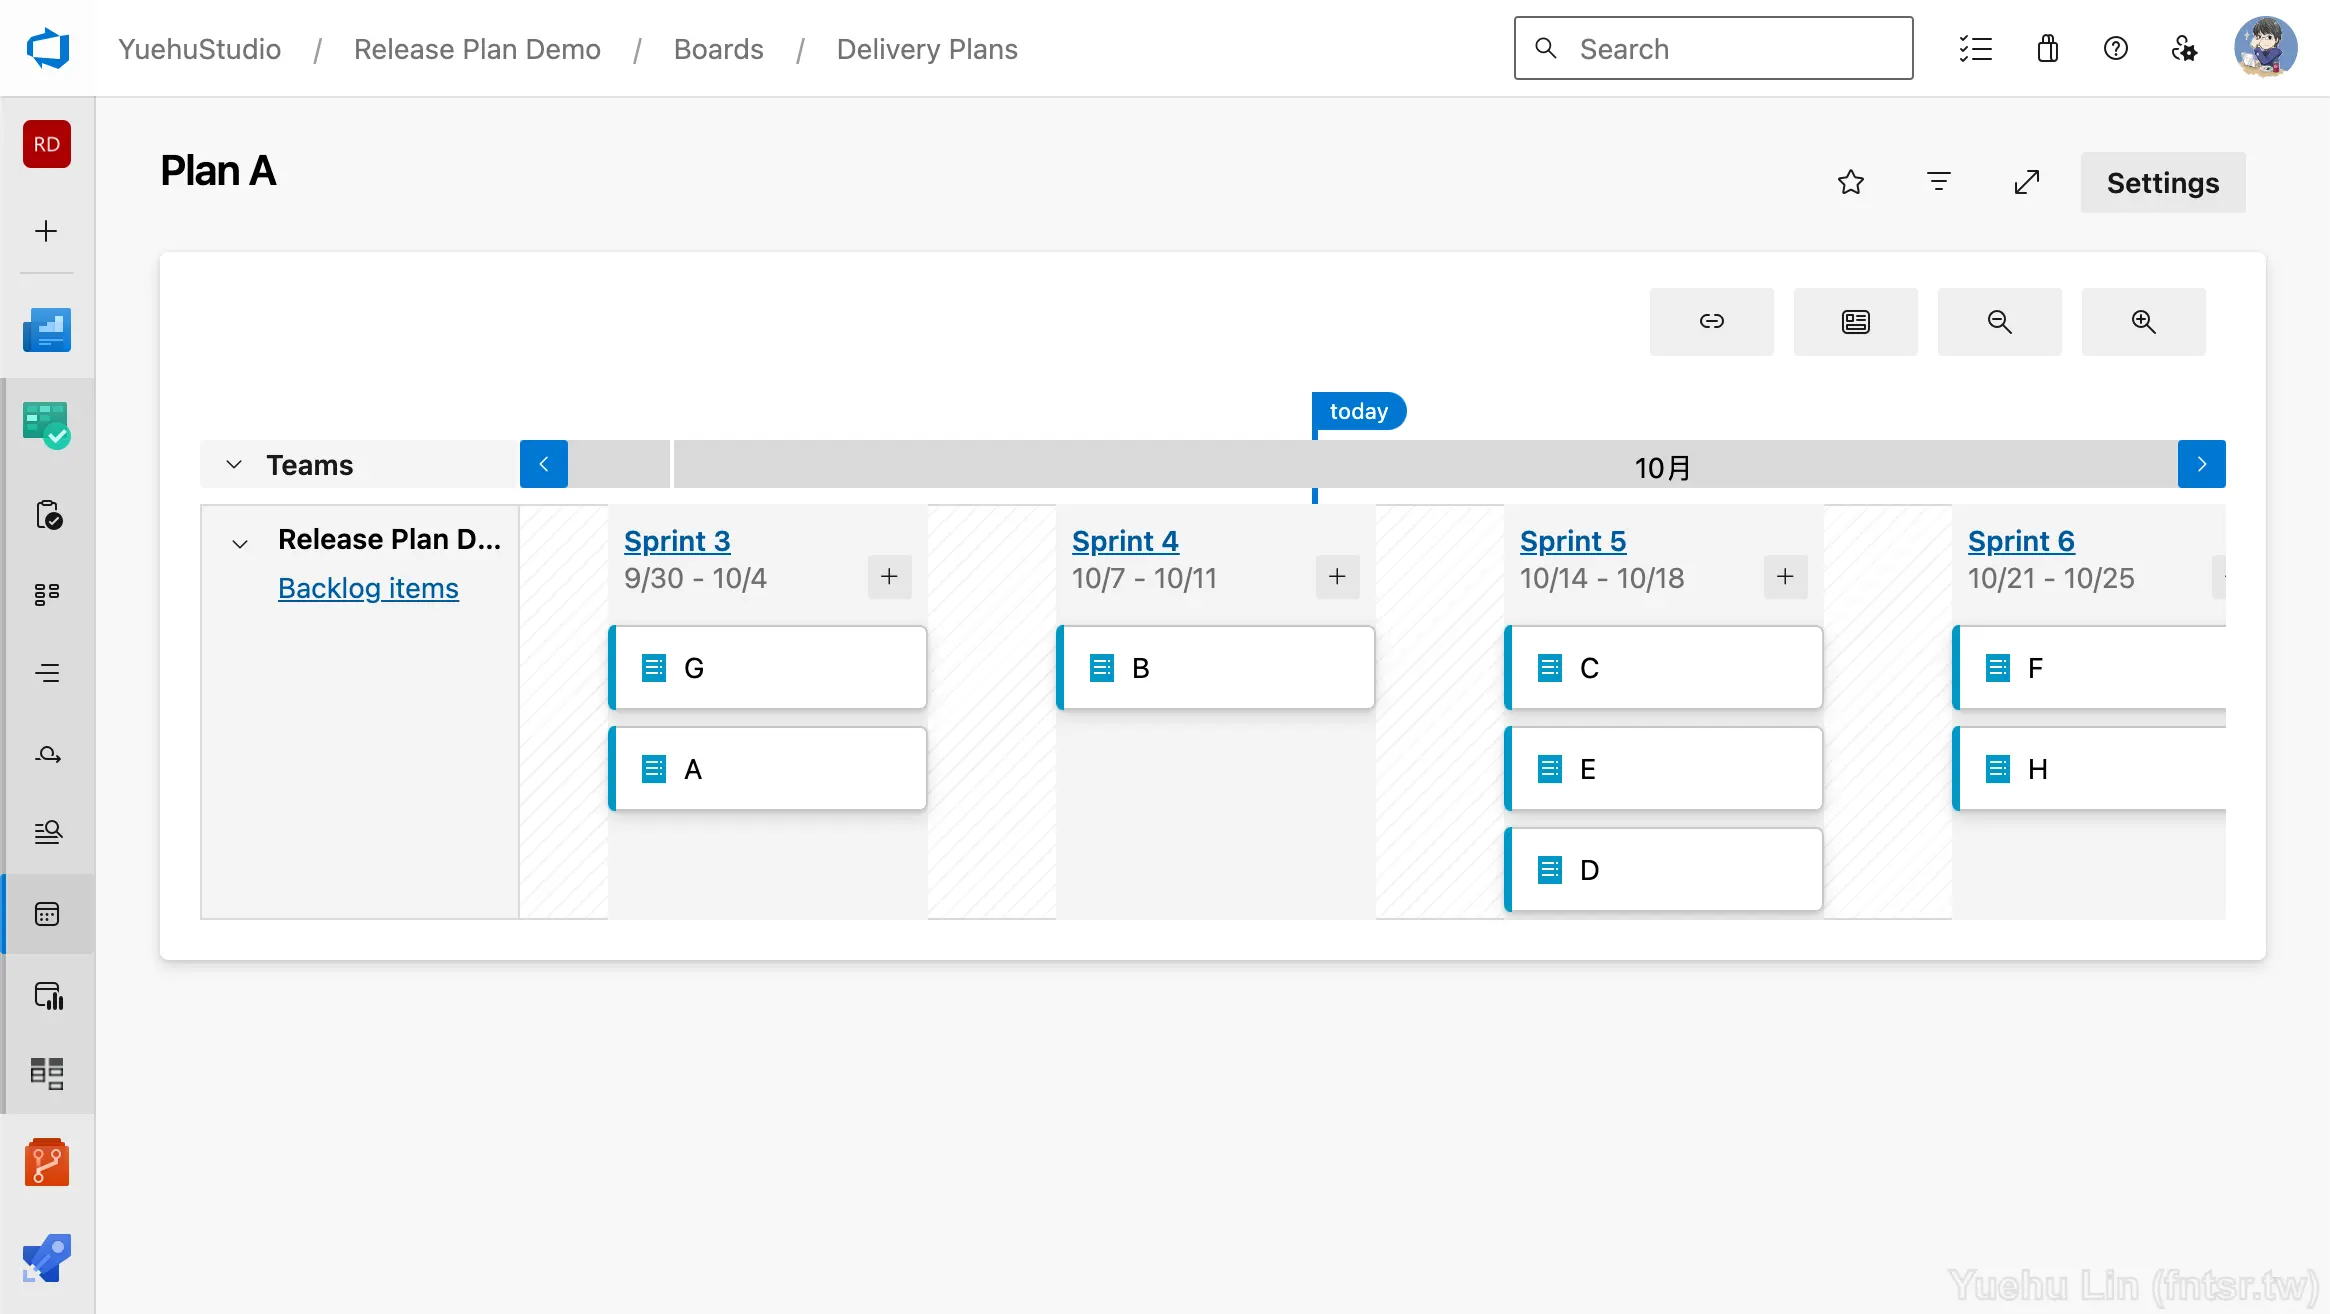 YuehuStudio / Release Plan Demo / Boards / Delivery Plans
Search
RD
Plan A
Settings
today
Teams
10月
Release Plan D...
Backlog items
Sprint 3
9/30 - 10/4
G
A
Sprint 4
10/7 - 10/11
B
Sprint 5
10/14 - 10/18
C
E
D
Sprint 6
10/21 - 10/25
F
H
Yuehu Lin (fntsr.tw)